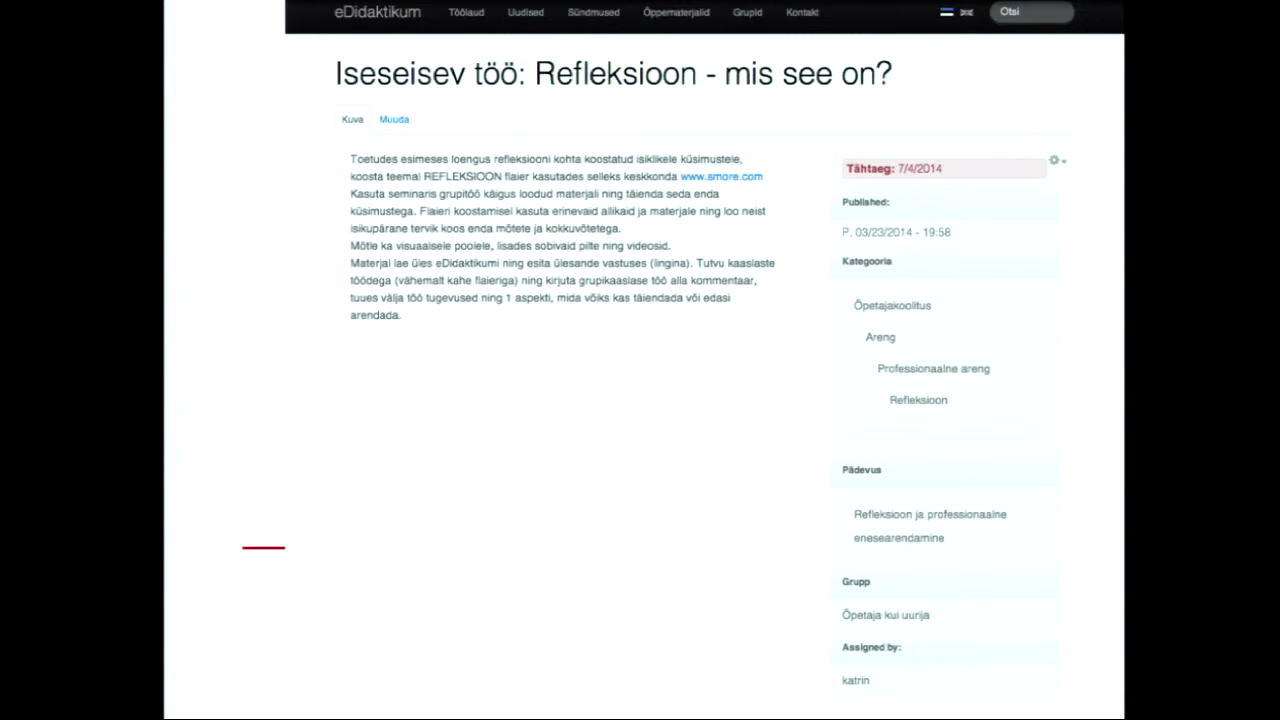 eDidaktikum Töölaud Uudised Sündmused Õppematerjalid Grupid Kontakt Otsi
Iseseisev töö: Refleksioon - mis see on?
Kuva Muuda
Toetudes esimeses loengus refleksiooni kohta koostatud isiklikele küsimustele,
koosta teemal REFLEKSIOON flaier kasutades selleks keskkonda www.smore.com
Kasuta seminaris grupitöö käigus loodud materjali ning täienda seda enda
küsimustega. Flaieri koostamisel kasuta erinevaid allikaid ja materjale ning loo neist
isikupärane tervik koos enda mõtete ja kokkuvõtetega.
Mõtle ka visuaalsele poolele, lisades sobivaid pilte ning videosid.
Materjal lae üles eDidaktikumi ning esita ülesande vastuses (lingina). Tutvu kaaslaste
töödega (vähemalt kahe flaieriga) ning kirjuta grupikaaslase töö alla kommentaar,
tuues välja töö tugevused ning 1 aspekti, mida võiks kas täiendada või edasi
arendada.
Tähtaeg: 7/4/2014
Published:
P, 03/23/2014 - 19:58
Kategooria
Õpetajakoolitus
Areng
Professionaalne areng
Refleksioon
Pädevus
Refleksioon ja professionaalne
enesearendamine
Grupp
Õpetaja kui uurija
Assigned by:
katrin